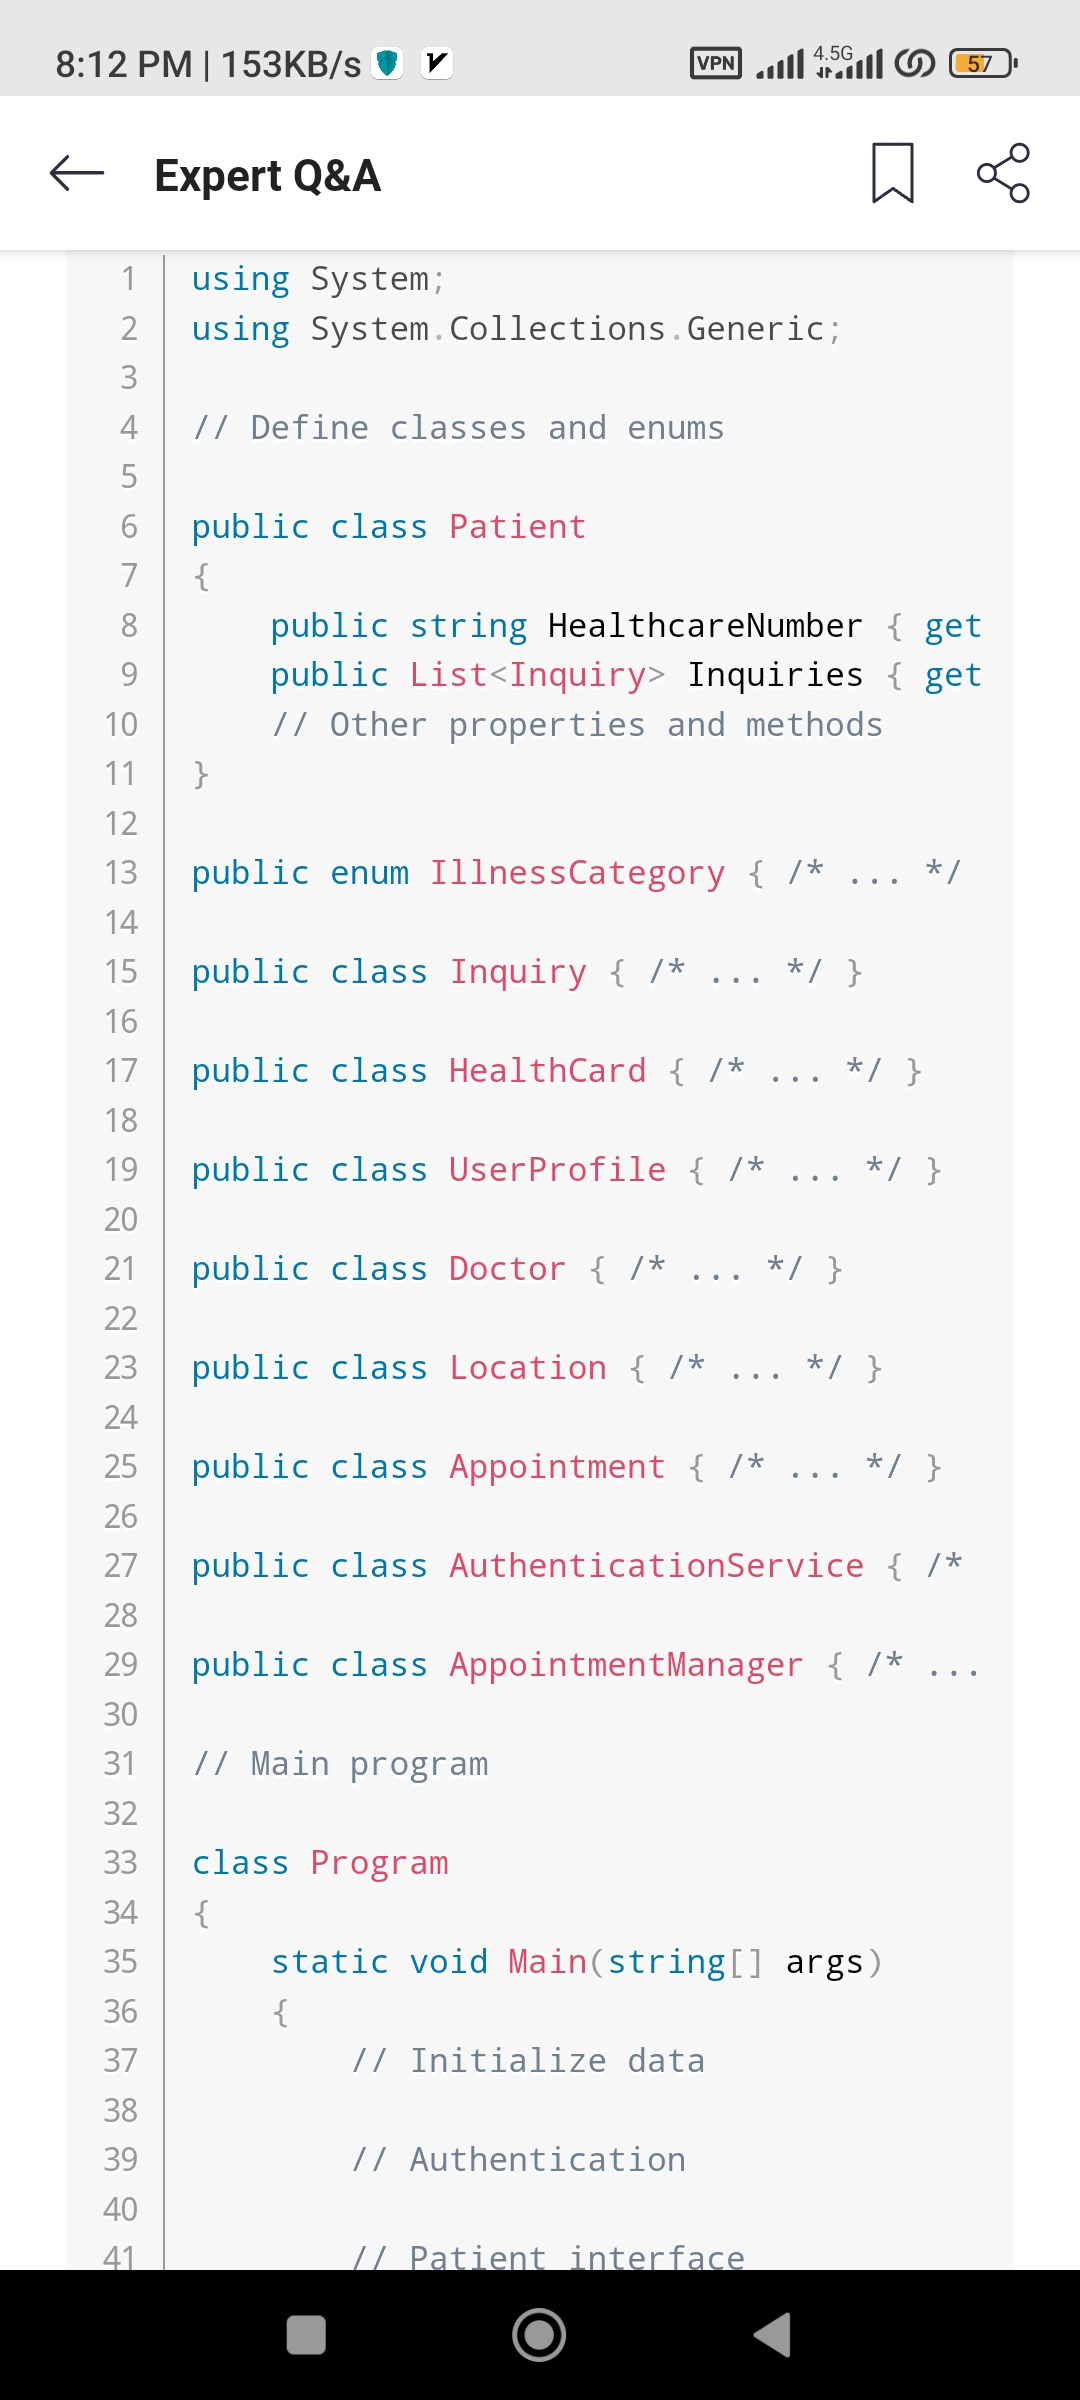 8:12 PM | 153KB/s VPN 4.5G 57
Expert Q&A
1 using System;
2 using System.Collections.Generic;
3
4 // Define classes and enums
5
6 public class Patient
7 {
8     public string HealthcareNumber { get
9     public List<Inquiry> Inquiries { get
10     // Other properties and methods
11 }
12
13 public enum IllnessCategory { /* ... */
14
15 public class Inquiry { /* ... */ }
16
17 public class HealthCard { /* ... */ }
18
19 public class UserProfile { /* ... */ }
20
21 public class Doctor { /* ... */ }
22
23 public class Location { /* ... */ }
24
25 public class Appointment { /* ... */ }
26
27 public class AuthenticationService { /*
28
29 public class AppointmentManager { /* ...
30
31 // Main program
32
33 class Program
34 {
35     static void Main(string[] args)
36     {
37         // Initialize data
38
39         // Authentication
40
41         // Patient interface